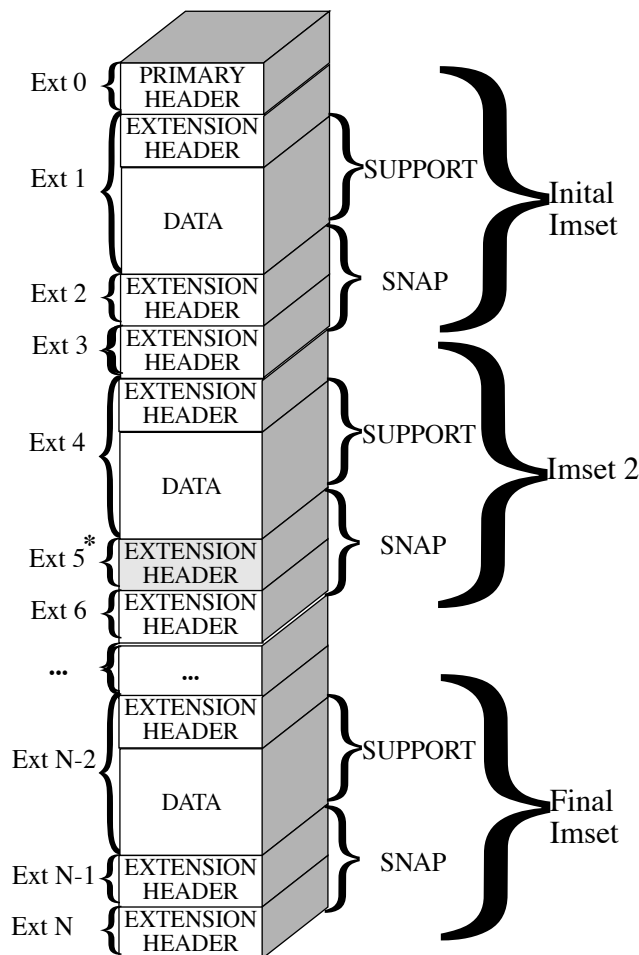 Ext 0
PRIMARY
HEADER
Ext 1
EXTENSION
HEADER
DATA
SUPPORT
Inital
Imset
Ext 2
EXTENSION
HEADER
SNAP
Ext 3
EXTENSION
HEADER
Ext 4
EXTENSION
HEADER
DATA
SUPPORT
Imset 2
Ext 5*
EXTENSION
HEADER
SNAP
Ext 6
EXTENSION
HEADER
...
...
Ext N-2
EXTENSION
HEADER
DATA
SUPPORT
Final
Imset
Ext N-1
EXTENSION
HEADER
SNAP
Ext N
EXTENSION
HEADER